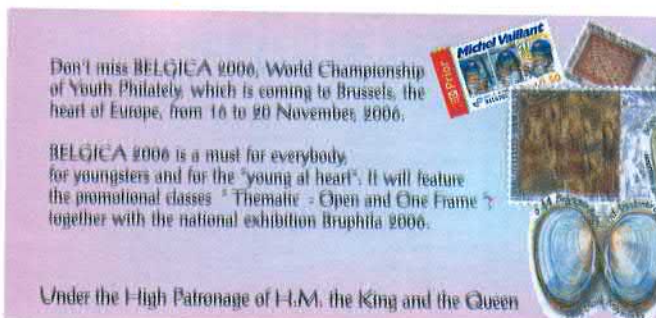 Don't miss BELGICA 2006, World Championship
of Youth Philately, which is coming to Brussels, the
heart of Europe, from 16 to 20 November, 2006.
BELGICA 2006 is a must for everybody,
for youngsters and for the "young at heart". It will feature
the promotional classes " Thematic - Open and One Frame ";
together with the national exhibition Bruphila 2006.
Under the High Patronage of H.M. the King and the Queen
Michel Vaillant
Prior